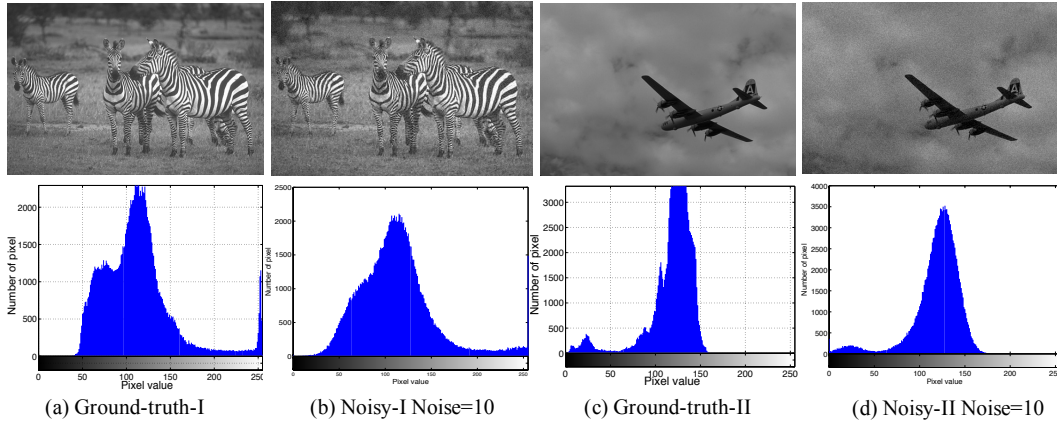 A
A
Number of pixel
2000
1500
1000
500
0
0 50 100 150 200 250
Pixel value
Number of pixel
2500
2000
1500
1000
500
0
0 50 100 150 200 250
Pixel value
Number of pixel
3000
2500
2000
1500
1000
500
0
0 50 100 150 200 250
Pixel value
Number of pixel
4000
3500
3000
2500
2000
1500
1000
500
0
0 50 100 150 200 250
Pixel value
(a) Ground-truth-I
(b) Noisy-I Noise=10
(c) Ground-truth-II
(d) Noisy-II Noise=10